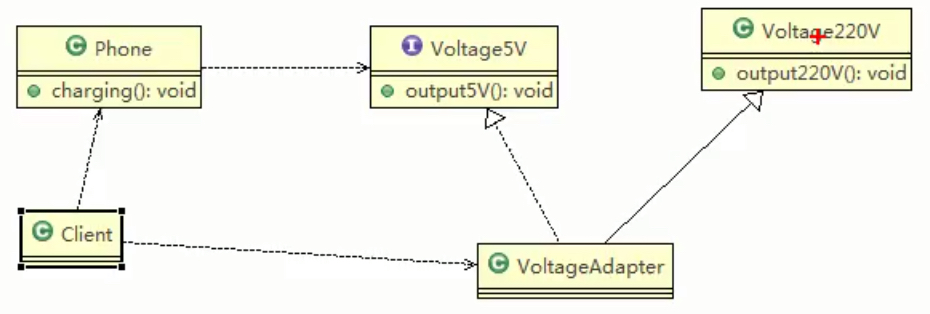 Phone
charging(): void
Voltage5V
output5V(): void
Voltage220V
output220V(): void
Client
VoltageAdapter